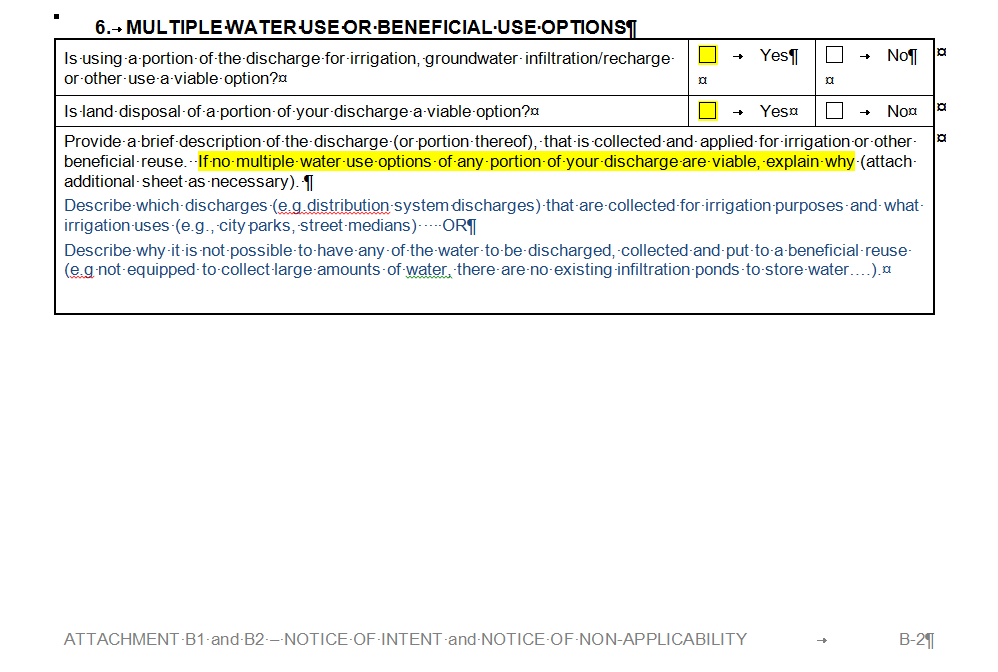 6. MULTIPLE WATER USE OR BENEFICIAL USE OPTIONS¶
Is using a portion of the discharge for irrigation, groundwater infiltration/recharge or other use a viable option?¤
☐ → Yes¶ ¤
☐ → No¶ ¤
Is land disposal of a portion of your discharge a viable option?¤
☐ → Yes¤
☐ → No¤
Provide a brief description of the discharge (or portion thereof), that is collected and applied for irrigation or other
beneficial reuse. If no multiple water use options of any portion of your discharge are viable, explain why (attach
additional sheet as necessary). ¶
Describe which discharges (e.g.distribution system discharges) that are collected for irrigation purposes and what
irrigation uses (e.g., city parks, street medians) OR¶
Describe why it is not possible to have any of the water to be discharged, collected and put to a beneficial reuse
(e.g not equipped to collect large amounts of water, there are no existing infiltration ponds to store water….).¤
ATTACHMENT B1 and B2 – NOTICE OF INTENT and NOTICE OF NON-APPLICABILITY → B-2¶